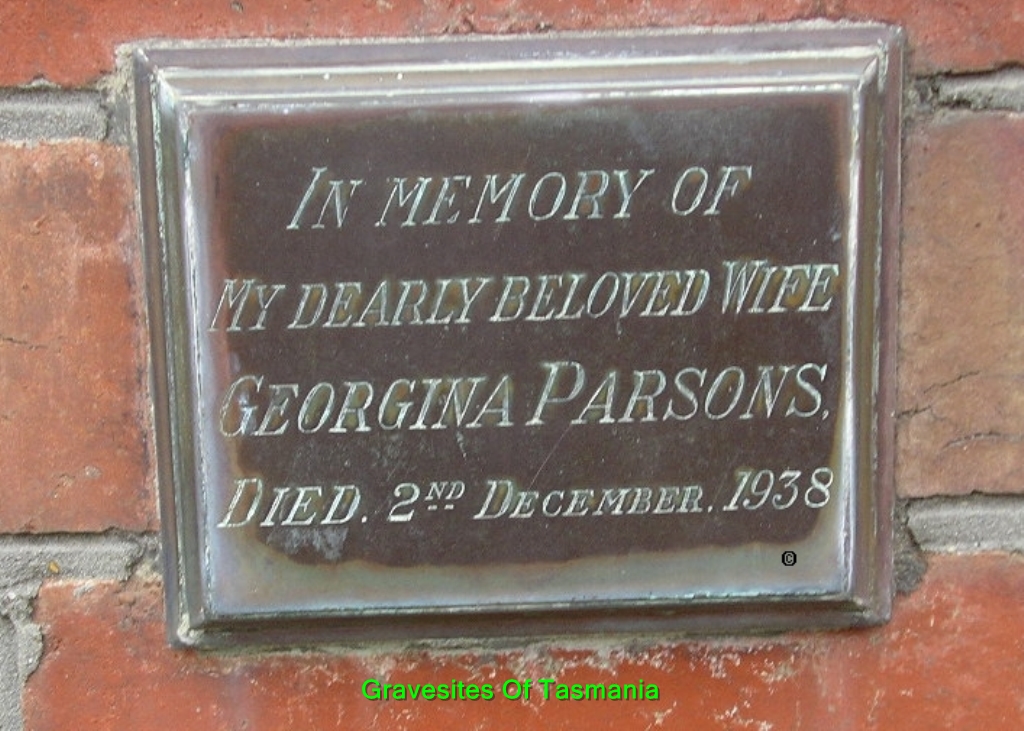 IN MEMORY OF
MY DEARLY BELOVED WIFE
GEORGINA PARSONS,
DIED. 2ND DECEMBER. 1938
©
Gravesites Of Tasmania